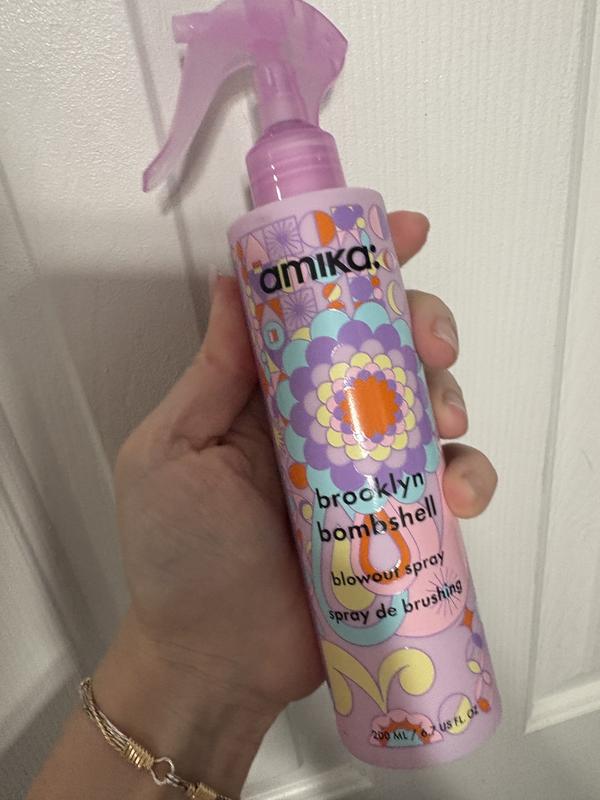 amika:
brooklyn
bombshell
blowout spray
spray de brushing
200 ML / 6.7 US FL. OZ